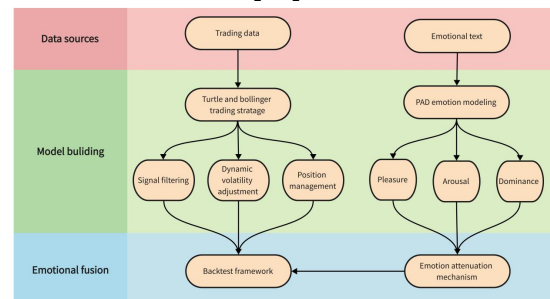 Data sources
Trading data
Emotional text
Turtle and bollinger
trading stratage
PAD emotion modeling
Model buliding
Signal filtering
Dynamic
volatility
adjustment
Position
management
Pleasure
Arousal
Dominance
Emotional fusion
Backtest framework
Emotion attenuation
mechanism